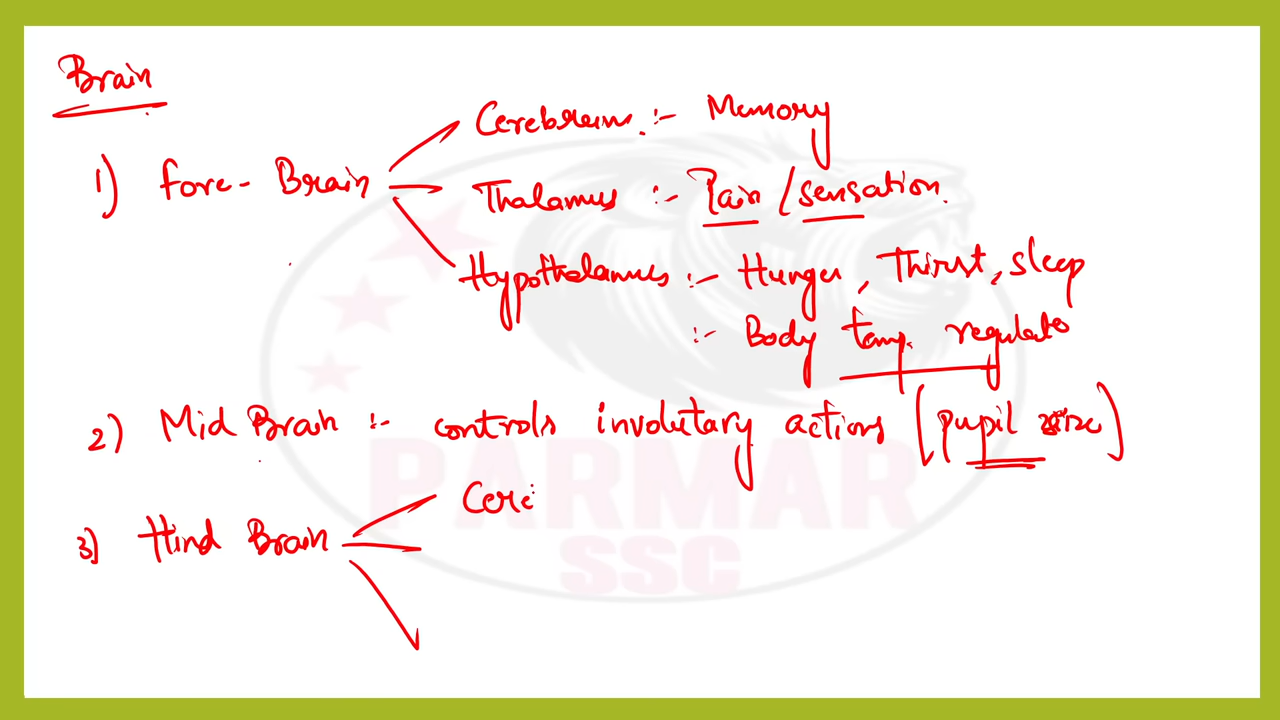 Brain
1) Fore-Brain
Cerebrum :- Memory
Thalamus :- Pain / sensation.
Hypothalamus :- Hunger, Thirst, sleep
:- Body temp. regulate
2) Mid Brain :- controls involutary actions (pupil size)
3) Hind Brain
Cere
PARMAR
SSC